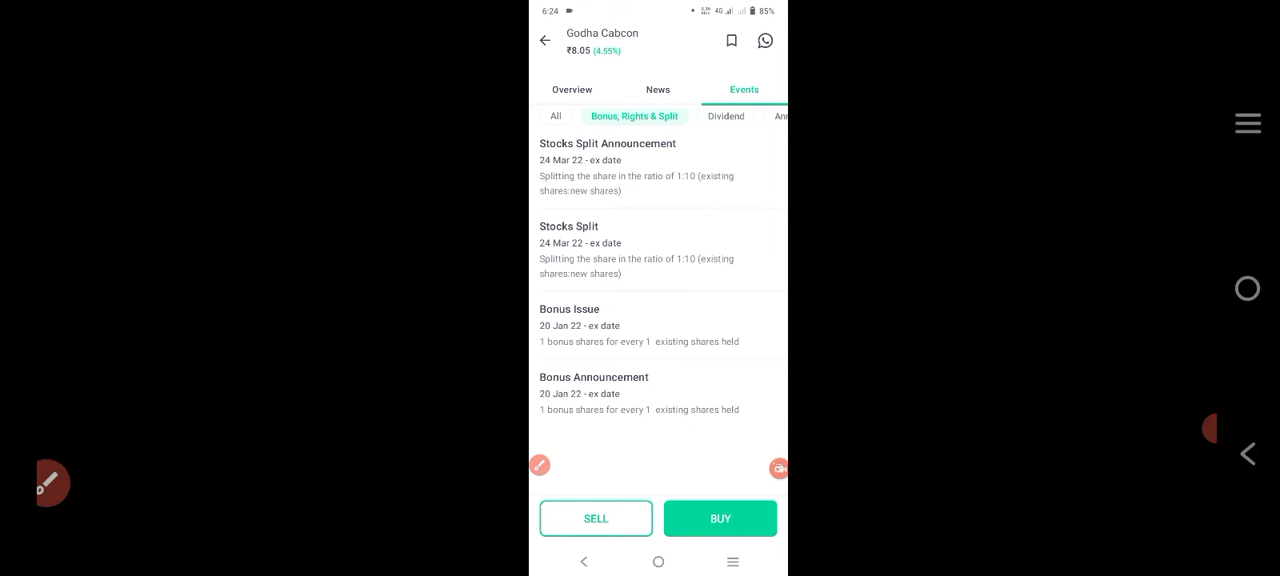 6:24 4G 85%
Godha Cabcon
₹8.05 (4.55%)
Overview News Events
All Bonus, Rights & Split Dividend
Stocks Split Announcement
24 Mar 22 - ex date
Splitting the share in the ratio of 1:10 (existing
shares:new shares)
Stocks Split
24 Mar 22 - ex date
Splitting the share in the ratio of 1:10 (existing
shares:new shares)
Bonus Issue
20 Jan 22 - ex date
1 bonus shares for every 1 existing shares held
Bonus Announcement
20 Jan 22 - ex date
1 bonus shares for every 1 existing shares held
SELL BUY